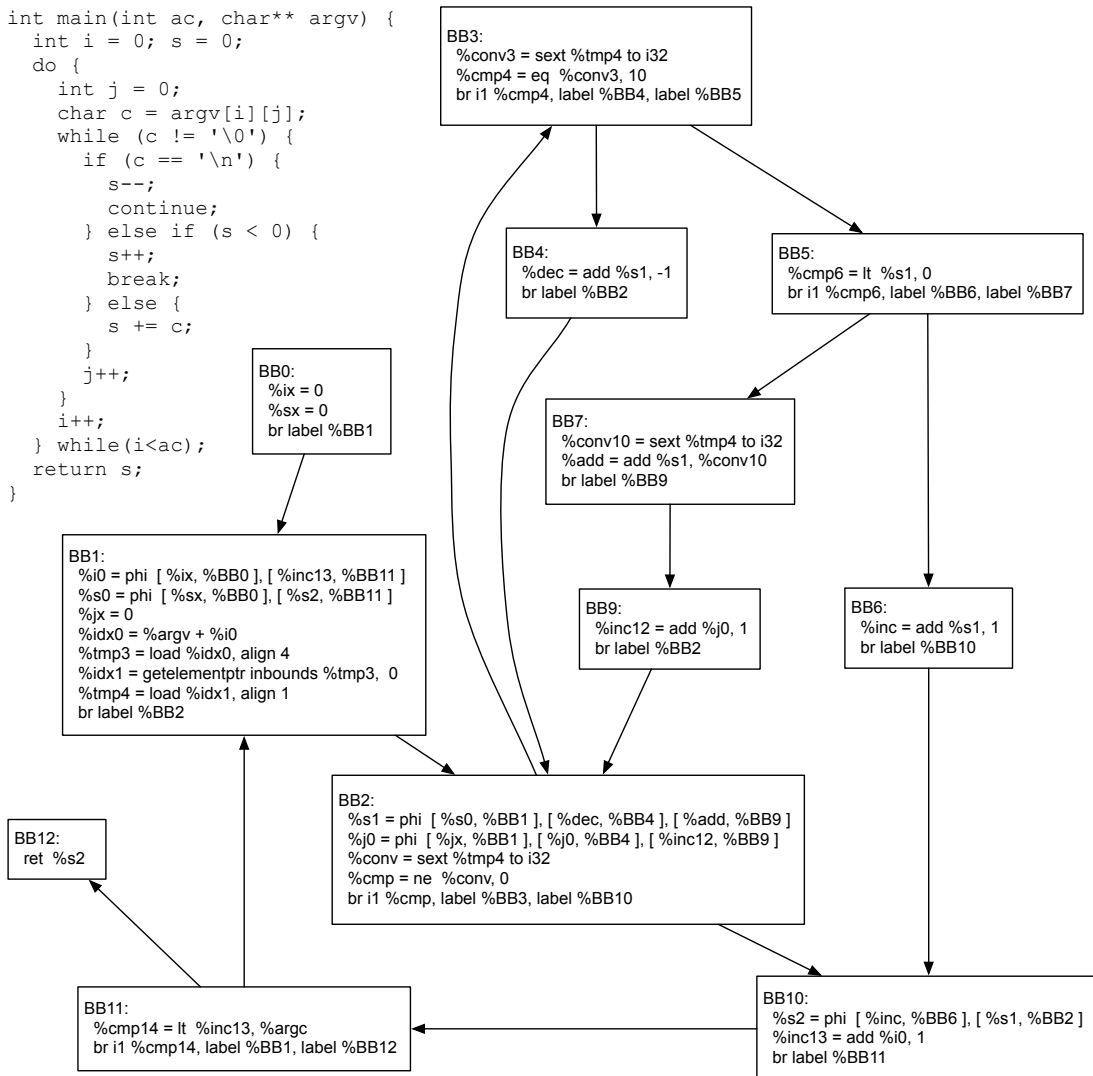 int main(int ac, char** argv) {
int i = 0; s = 0;
do {
int j = 0;
char c = argv[i][j];
while (c != '\0') {
if (c == '\n') {
s--;
continue;
} else if (s < 0) {
s++;
break;
} else {
s += c;
}
j++;
}
i++;
} while(i<ac);
return s;
}
BB3:
%conv3 = sext %tmp4 to i32
%cmp4 = eq %conv3, 10
br i1 %cmp4, label %BB4, label %BB5
BB4:
%dec = add %s1, -1
br label %BB2
BB5:
%cmp6 = lt %s1, 0
br i1 %cmp6, label %BB6, label %BB7
BB0:
%ix = 0
%sx = 0
br label %BB1
BB7:
%conv10 = sext %tmp4 to i32
%add = add %s1, %conv10
br label %BB9
BB1:
%i0 = phi [ %ix, %BB0 ], [ %inc13, %BB11 ]
%s0 = phi [ %sx, %BB0 ], [ %s2, %BB11 ]
%jx = 0
%idx0 = %argv + %i0
%tmp3 = load %idx0, align 4
%idx1 = getelementptr inbounds %tmp3, 0
%tmp4 = load %idx1, align 1
br label %BB2
BB9:
%inc12 = add %j0, 1
br label %BB2
BB6:
%inc = add %s1, 1
br label %BB10
BB2:
%s1 = phi [ %s0, %BB1 ], [ %dec, %BB4 ], [ %add, %BB9 ]
%j0 = phi [ %jx, %BB1 ], [ %j0, %BB4 ], [ %inc12, %BB9 ]
%conv = sext %tmp4 to i32
%cmp = ne %conv, 0
br i1 %cmp, label %BB3, label %BB10
BB12:
ret %s2
BB11:
%cmp14 = lt %inc13, %argc
br i1 %cmp14, label %BB1, label %BB12
BB10:
%s2 = phi [ %inc, %BB6 ], [ %s1, %BB2 ]
%inc13 = add %i0, 1
br label %BB11